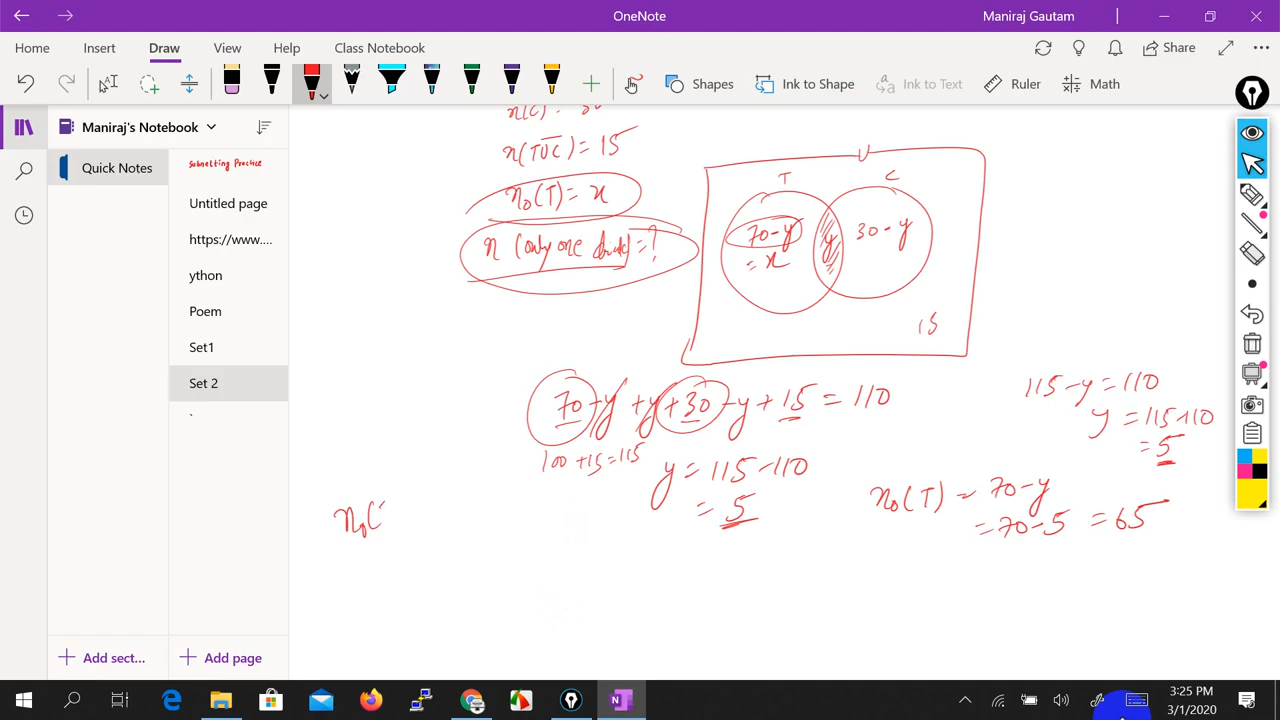 OneNote
Maniraj Gautam
Home Insert Draw View Help Class Notebook
Share
Shapes Ink to Shape Ink to Text Ruler Math
Maniraj's Notebook
Quick Notes
Subnetting Practice
Untitled page
https://www....
ython
Poem
Set1
Set 2
`
Add sect...
Add page
n(T∪C) = 15
n₀(T) = x
n (only one
= ?
U
T C
70-y y 30-y
= x
15
70-y+y+30-y+15 = 110
100+15=115
y = 115-110
= 5
115-y=110
y = 115-110
= 5
n₀(T) = 70-y
= 70-5 = 65
n₀(
3:25 PM
3/1/2020